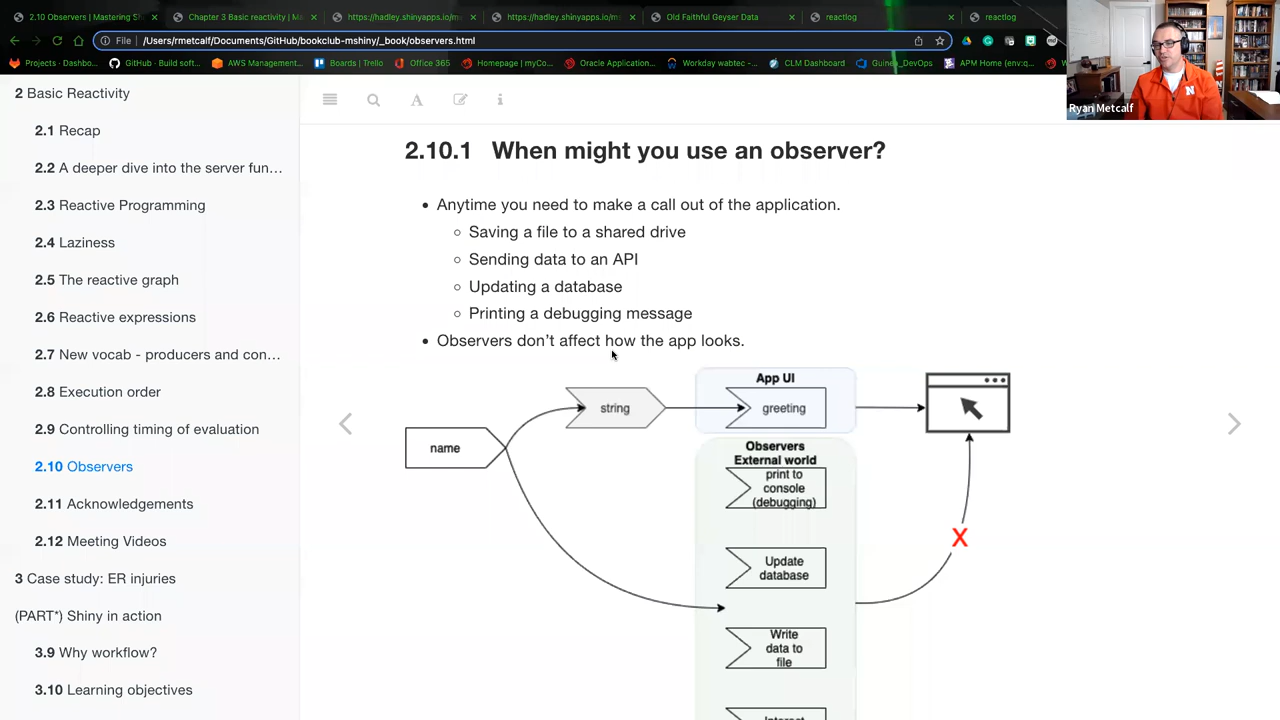 2.10 Observers | Mastering Sh
Chapter 3 Basic reactivity | Ma
https://hadley.shinyapps.io/m
https://hadley.shinyapps.io/m
Old Faithful Geyser Data
reactlog
reactlog
File
/Users/rmetcalf/Documents/GitHub/bookclub-mshiny/_book/observers.html
Projects - Dashbo...
GitHub - Build soft...
AWS Management...
Boards | Trello
Office 365
Homepage | myCo...
Oracle Application...
Workday wabtec -...
CLM Dashboard
Guinea_DevOps
APM Home (env:q...
Ryan Metcalf
2 Basic Reactivity
2.1 Recap
2.2 A deeper dive into the server fun...
2.3 Reactive Programming
2.4 Laziness
2.5 The reactive graph
2.6 Reactive expressions
2.7 New vocab - producers and con...
2.8 Execution order
2.9 Controlling timing of evaluation
2.10 Observers
2.11 Acknowledgements
2.12 Meeting Videos
3 Case study: ER injuries
(PART*) Shiny in action
3.9 Why workflow?
3.10 Learning objectives
2.10.1 When might you use an observer?
Anytime you need to make a call out of the application.
Saving a file to a shared drive
Sending data to an API
Updating a database
Printing a debugging message
Observers don't affect how the app looks.
App UI
string
greeting
name
Observers
External world
print to
console
(debugging)
X
Update
database
Write
data to
file